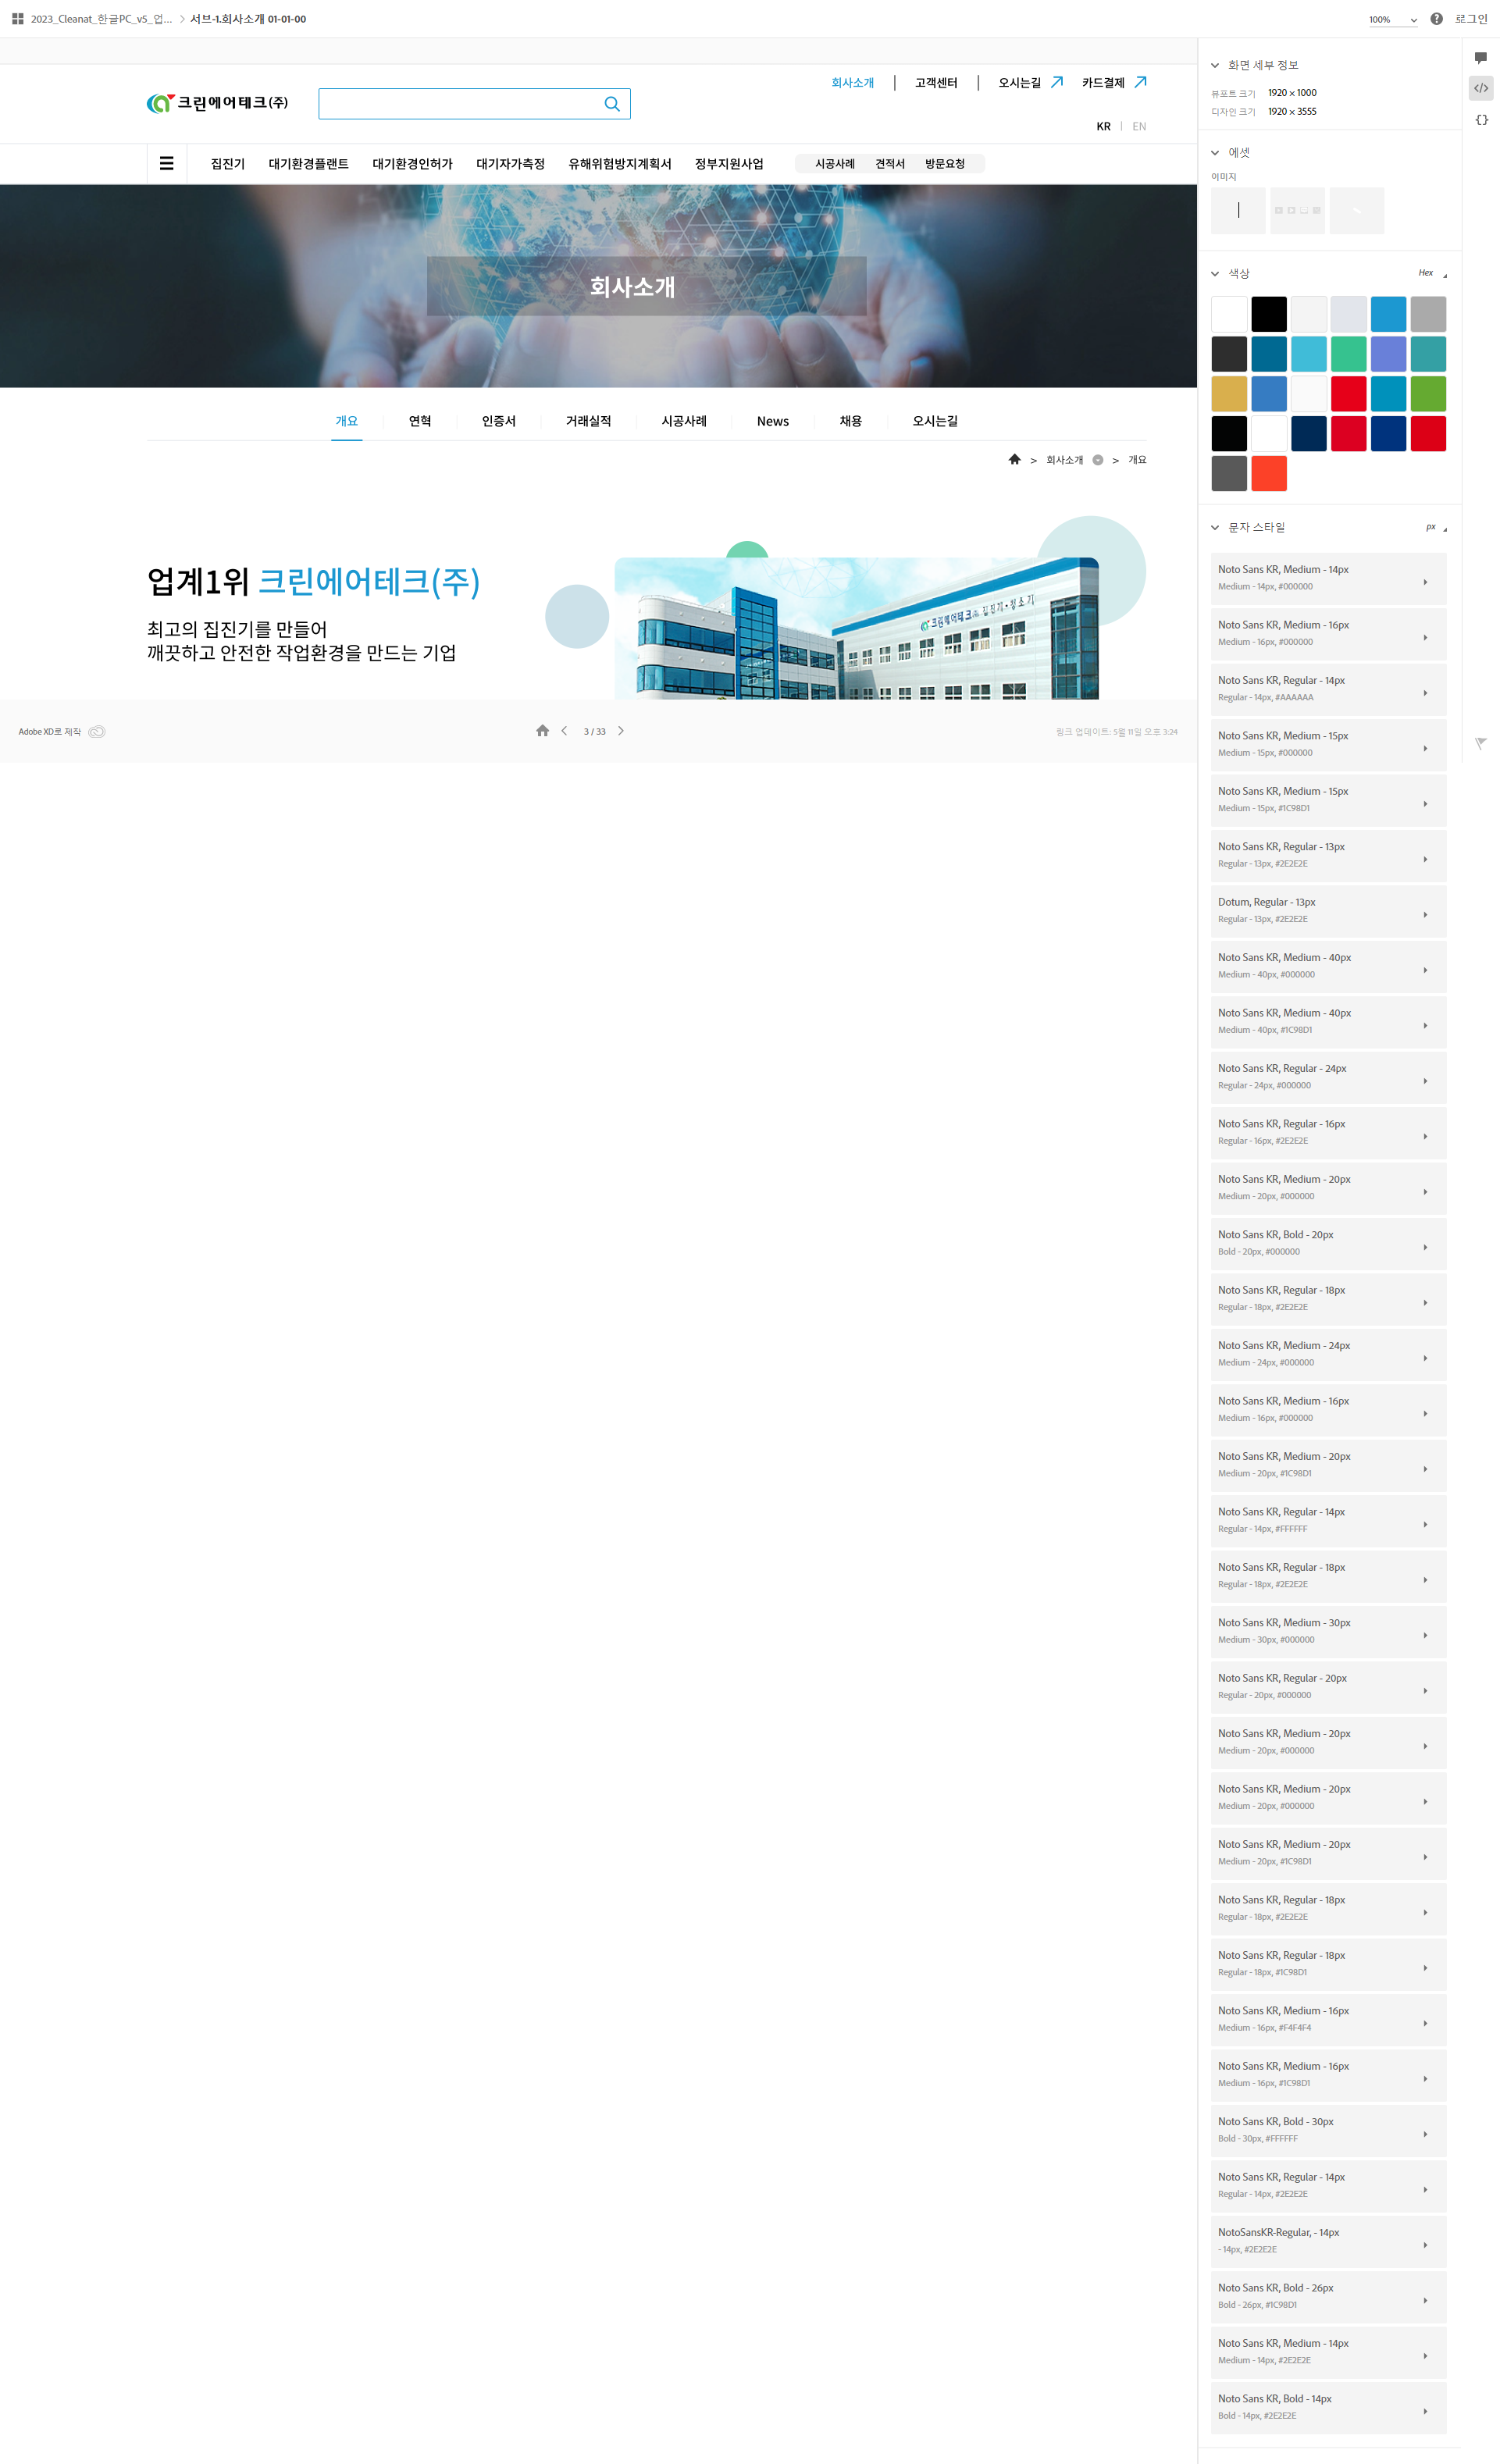 2023_Cleanat_한글PC_v5_업... > 서브-1.회사소개 01-01-00
100%
로그인
크린에어테크(주)
회사소개 고객센터 오시는길 카드결제
KR | EN
집진기 대기환경플랜트 대기환경인허가 대기자가측정 유해위험방지계획서 정부지원사업 시공사례 견적서 방문요청
회사소개
개요 연혁 인증서 거래실적 시공사례 News 채용 오시는길
> 회사소개 > 개요
업계1위 크린에어테크(주)
최고의 집진기를 만들어
깨끗하고 안전한 작업환경을 만드는 기업
크린에어테크 집진기·청소기
Adobe XD로 제작
3 / 33
링크 업데이트: 5월 11일 오후 3:24
화면 세부 정보
뷰포트 크기 1920 x 1000
디자인 크기 1920 x 3555
에셋
이미지
색상 Hex
문자 스타일 px
Noto Sans KR, Medium - 14px
Medium - 14px, #000000
Noto Sans KR, Medium - 16px
Medium - 16px, #000000
Noto Sans KR, Regular - 14px
Regular - 14px, #AAAAAA
Noto Sans KR, Medium - 15px
Medium - 15px, #000000
Noto Sans KR, Medium - 15px
Medium - 15px, #1C98D1
Noto Sans KR, Regular - 13px
Regular - 13px, #2E2E2E
Dotum, Regular - 13px
Regular - 13px, #2E2E2E
Noto Sans KR, Medium - 40px
Medium - 40px, #000000
Noto Sans KR, Medium - 40px
Medium - 40px, #1C98D1
Noto Sans KR, Regular - 24px
Regular - 24px, #000000
Noto Sans KR, Regular - 16px
Regular - 16px, #2E2E2E
Noto Sans KR, Medium - 20px
Medium - 20px, #000000
Noto Sans KR, Bold - 20px
Bold - 20px, #000000
Noto Sans KR, Regular - 18px
Regular - 18px, #2E2E2E
Noto Sans KR, Medium - 24px
Medium - 24px, #000000
Noto Sans KR, Medium - 16px
Medium - 16px, #000000
Noto Sans KR, Medium - 20px
Medium - 20px, #1C98D1
Noto Sans KR, Regular - 14px
Regular - 14px, #FFFFFF
Noto Sans KR, Regular - 18px
Regular - 18px, #2E2E2E
Noto Sans KR, Medium - 30px
Medium - 30px, #000000
Noto Sans KR, Regular - 20px
Regular - 20px, #000000
Noto Sans KR, Medium - 20px
Medium - 20px, #000000
Noto Sans KR, Medium - 20px
Medium - 20px, #000000
Noto Sans KR, Medium - 20px
Medium - 20px, #1C98D1
Noto Sans KR, Regular - 18px
Regular - 18px, #2E2E2E
Noto Sans KR, Regular - 18px
Regular - 18px, #1C98D1
Noto Sans KR, Medium - 16px
Medium - 16px, #F4F4F4
Noto Sans KR, Medium - 16px
Medium - 16px, #1C98D1
Noto Sans KR, Bold - 30px
Bold - 30px, #FFFFFF
Noto Sans KR, Regular - 14px
Regular - 14px, #2E2E2E
NotoSansKR-Regular, - 14px
- 14px, #2E2E2E
Noto Sans KR, Bold - 26px
Bold - 26px, #1C98D1
Noto Sans KR, Medium - 14px
Medium - 14px, #2E2E2E
Noto Sans KR, Bold - 14px
Bold - 14px, #2E2E2E